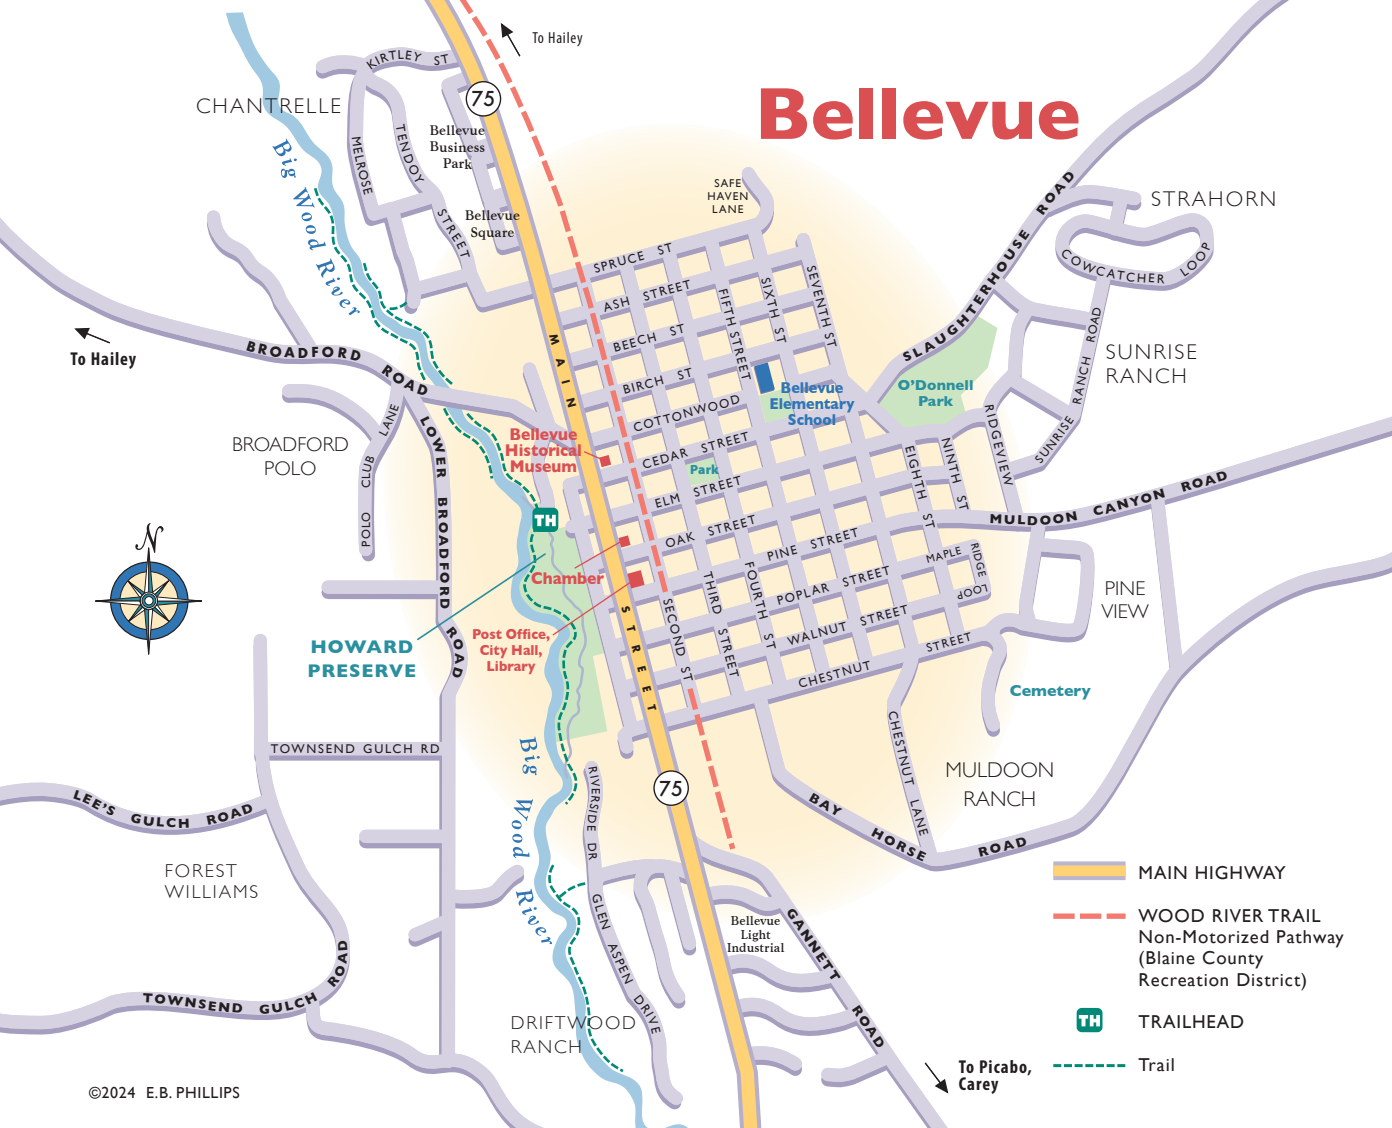 Bellevue
To Hailey
75
KIRTLEY ST
CHANTRELLE
MELROSE
TENDOY
STREET
Bellevue
Business
Park
Bellevue
Square
Big Wood River
SAFE
HAVEN
LANE
SPRUCE ST
ASH STREET
BEECH ST
BIRCH ST
COTTONWOOD
CEDAR STREET
ELM STREET
OAK STREET
PINE STREET
POPLAR STREET
WALNUT STREET
CHESTNUT STREET
FIFTH STREET
SIXTH ST
SEVENTH ST
EIGHTH ST
NINTH ST
SECOND ST
THIRD STREET
FOURTH ST
MAPLE
RIDGE
LOOP
MAIN STREET
SLAUGHTERHOUSE ROAD
STRAHORN
COWCATCHER LOOP
SUNRISE
RANCH
SUNRISE RANCH ROAD
RIDGEVIEW
O'Donnell
Park
Bellevue
Elementary
School
Park
MULDOON CANYON ROAD
PINE
VIEW
Cemetery
MULDOON
RANCH
CHESTNUT LANE
BAY HORSE ROAD
To Hailey
BROADFORD ROAD
BROADFORD
POLO
POLO CLUB LANE
LOWER BROADFORD ROAD
Bellevue
Historical
Museum
TH
Chamber
Post Office,
City Hall,
Library
HOWARD
PRESERVE
N
TOWNSEND GULCH RD
LEE'S GULCH ROAD
FOREST
WILLIAMS
TOWNSEND GULCH ROAD
Big Wood River
RIVERSIDE DR
75
GLEN ASPEN DRIVE
DRIFTWOOD
RANCH
Bellevue
Light
Industrial
GANNETT ROAD
To Picabo,
Carey
MAIN HIGHWAY
WOOD RIVER TRAIL
Non-Motorized Pathway
(Blaine County
Recreation District)
TH
TRAILHEAD
Trail
©2024 E.B. PHILLIPS